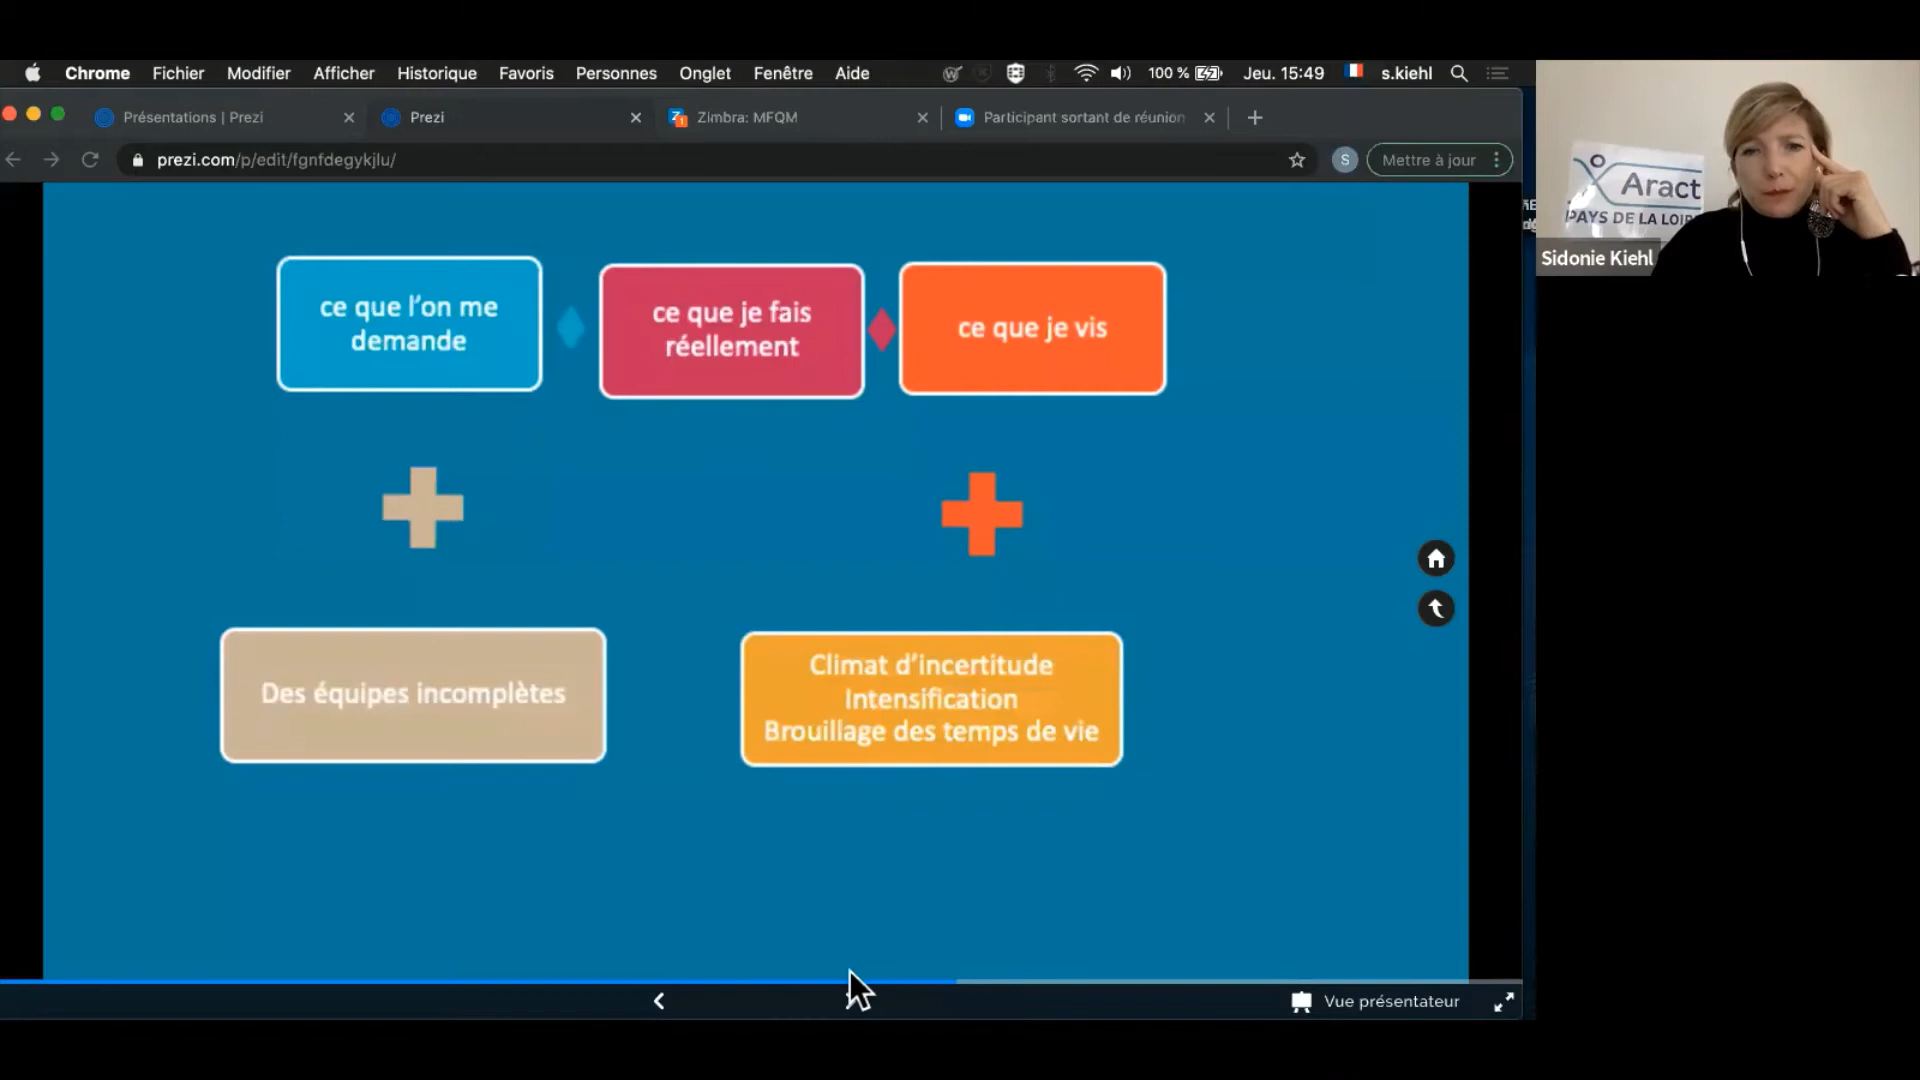 Chrome Fichier Modifier Afficher Historique Favoris Personnes Onglet Fenêtre Aide 100 % Jeu. 15:49 s.kiehl
Présentations | Prezi
Prezi
Zimbra: MFQM
Participant sortant de réunion
prezi.com/p/edit/fgnfdegykjlu/
S
Mettre à jour
ce que l’on me
demande
ce que je fais
réellement
ce que je vis
Des équipes incomplètes
Climat d’incertitude
Intensification
Brouillage des temps de vie
Vue présentateur
Aract
PAYS DE LA LOIRE
Sidonie Kiehl